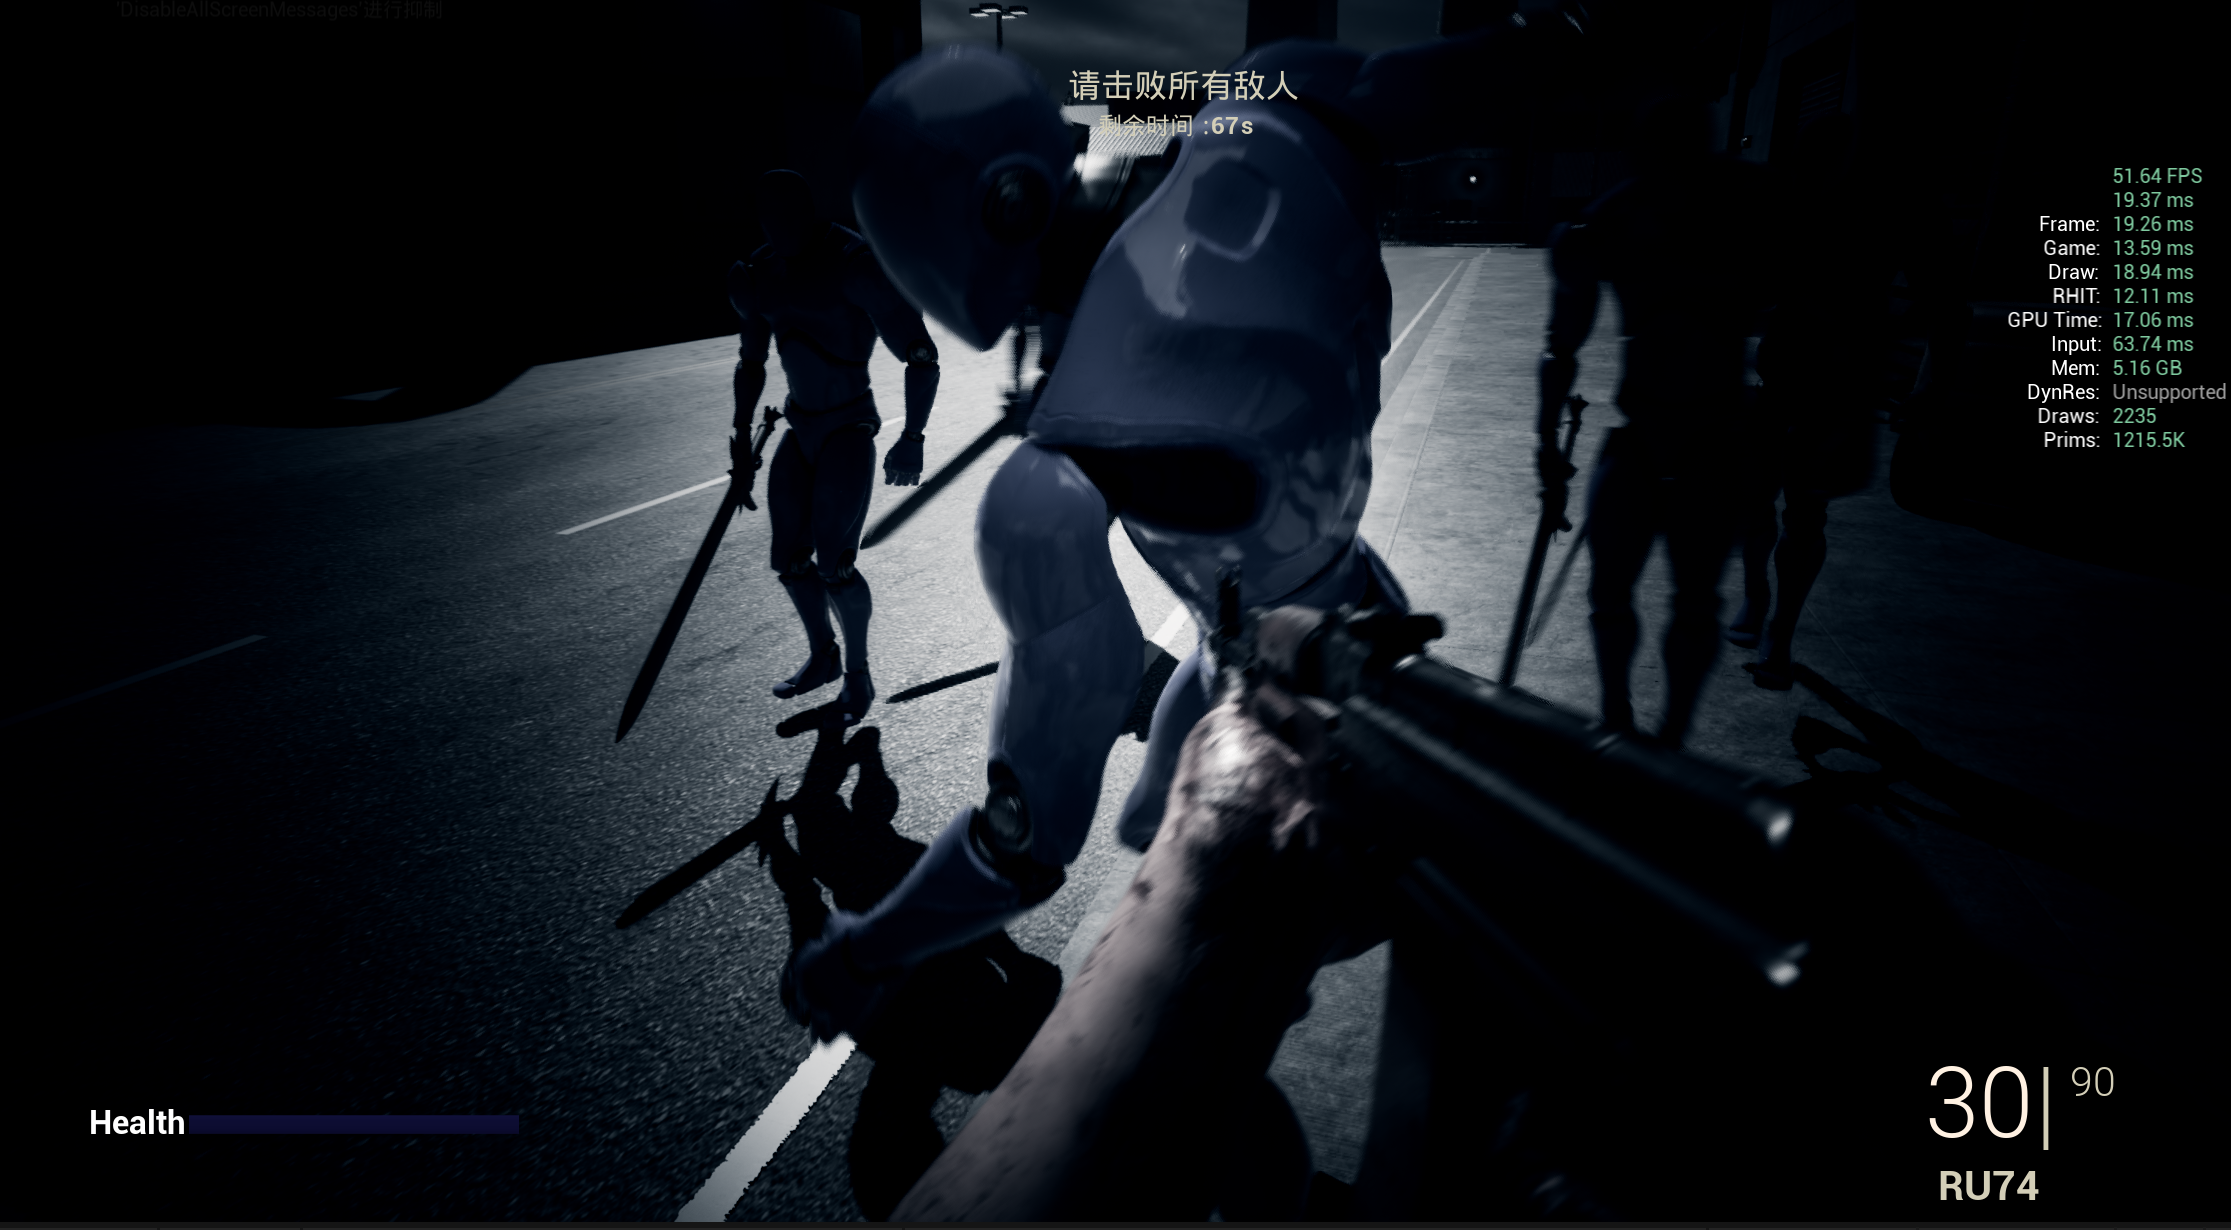 'DisableAllScreenMessages'进行抑制
请击败所有敌人
剩余时间 :67s
51.64 FPS
19.37 ms
Frame: 19.26 ms
Game: 13.59 ms
Draw: 18.94 ms
RHIT: 12.11 ms
GPU Time: 17.06 ms
Input: 63.74 ms
Mem: 5.16 GB
DynRes: Unsupported
Draws: 2235
Prims: 1215.5K
Health
30| 90
RU74